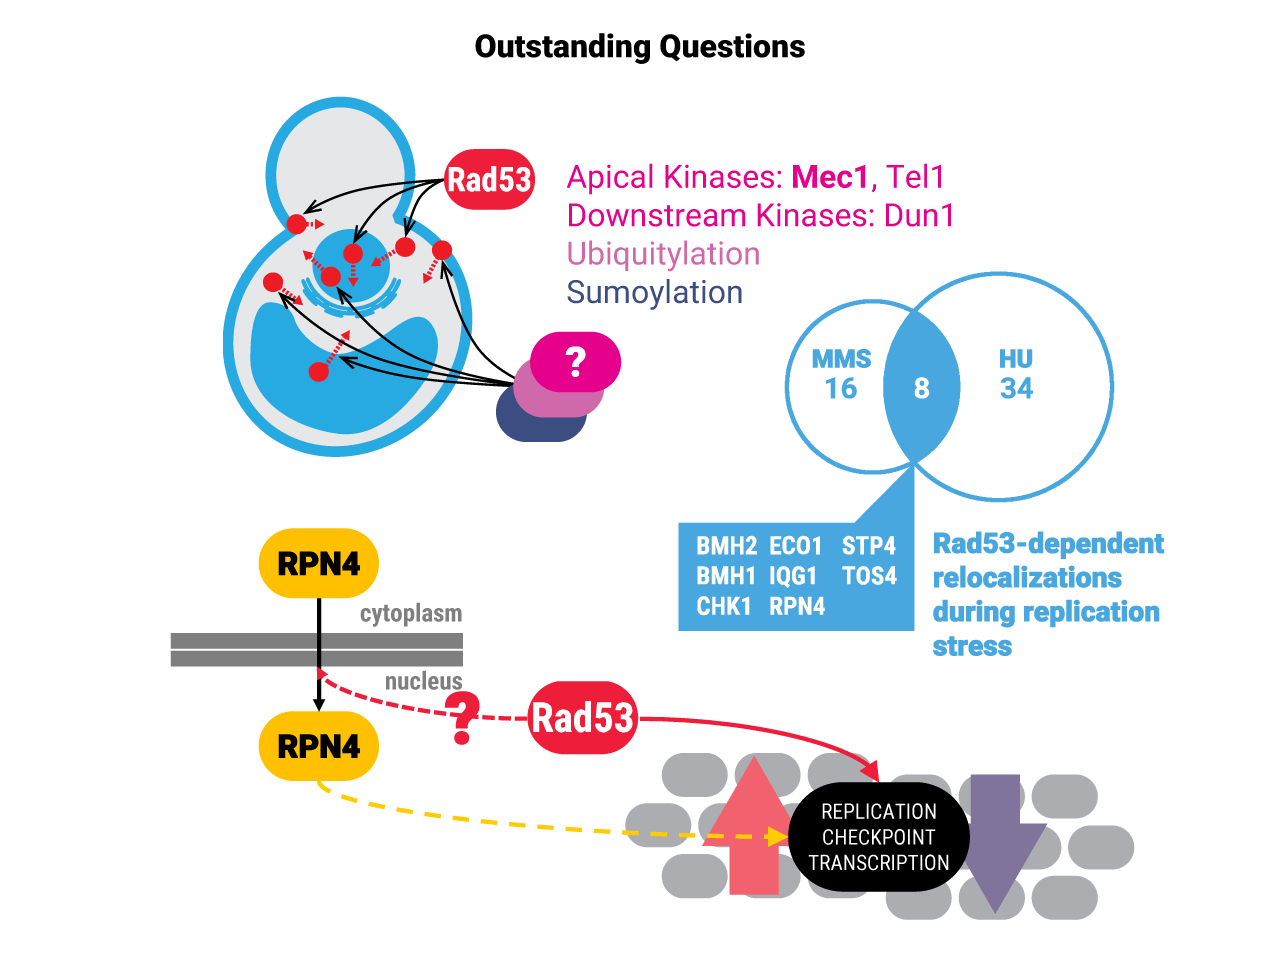 Outstanding Questions
Rad53
Apical Kinases: Mec1, Tel1
Downstream Kinases: Dun1
Ubiquitylation
Sumoylation
?
MMS
16
8
HU
34
BMH2 ECO1 STP4
BMH1 IQG1 TOS4
CHK1 RPN4
Rad53-dependent
relocalizations
during replication
stress
RPN4
cytoplasm
nucleus
?
Rad53
RPN4
REPLICATION
CHECKPOINT
TRANSCRIPTION